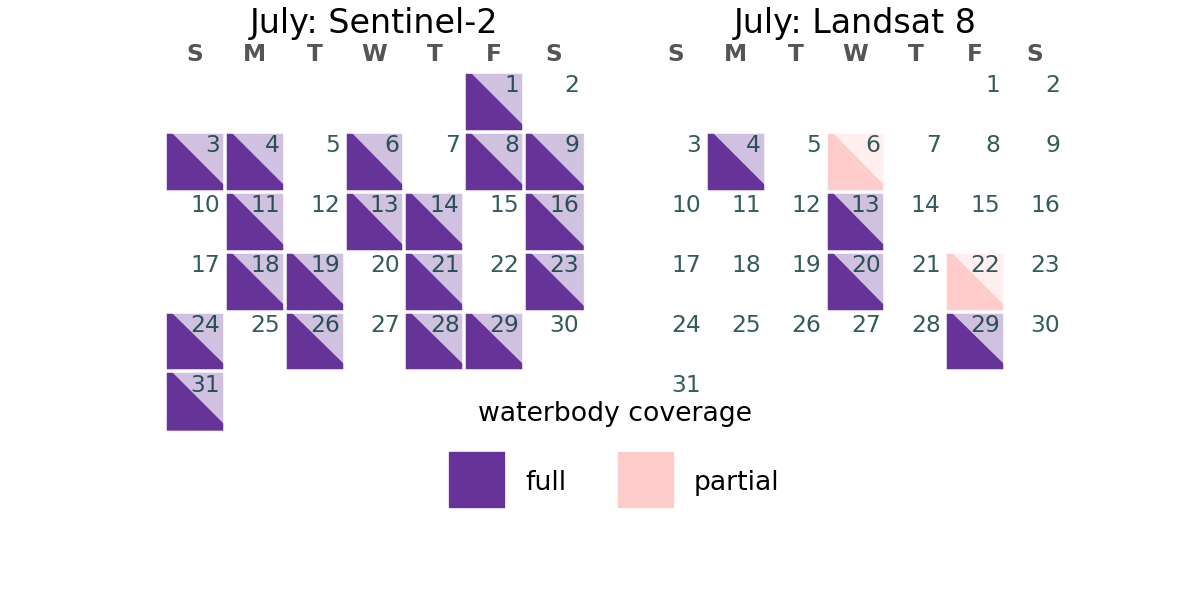 July: Sentinel-2
S M T W T F S
1 2
3 4 5 6 7 8 9
10 11 12 13 14 15 16
17 18 19 20 21 22 23
24 25 26 27 28 29 30
31
July: Landsat 8
S M T W T F S
1 2
3 4 5 6 7 8 9
10 11 12 13 14 15 16
17 18 19 20 21 22 23
24 25 26 27 28 29 30
31
waterbody coverage
full partial